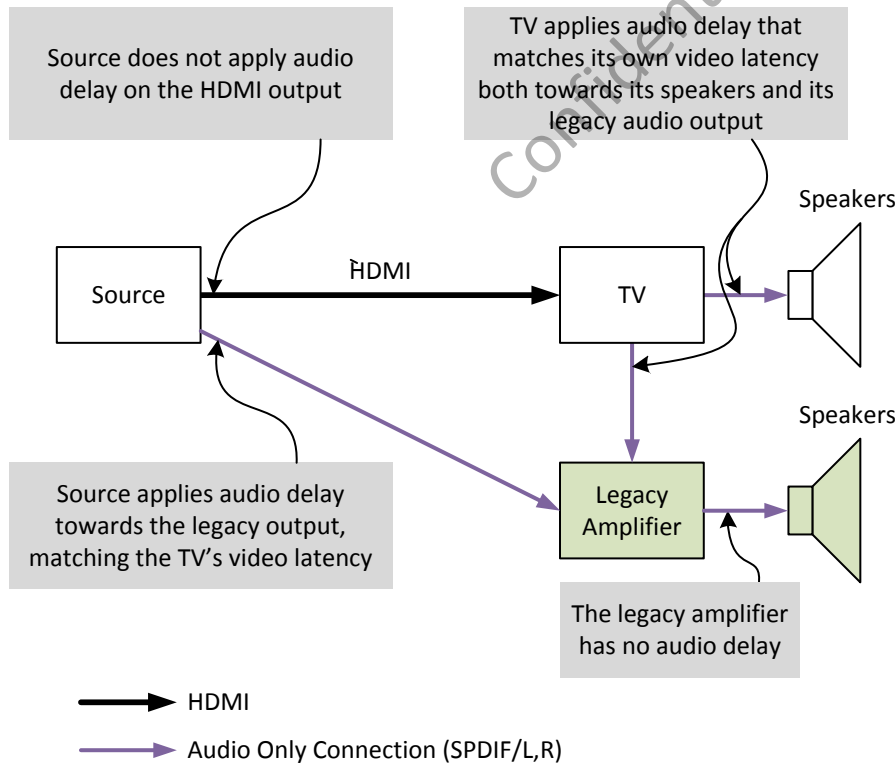 Source does not apply audio
delay on the HDMI output
TV applies audio delay that
matches its own video latency
both towards its speakers and its
legacy audio output
Speakers
Source
HDMI
TV
Speakers
Source applies audio delay
towards the legacy output,
matching the TV's video latency
Legacy
Amplifier
The legacy amplifier
has no audio delay
HDMI
Audio Only Connection (SPDIF/L,R)